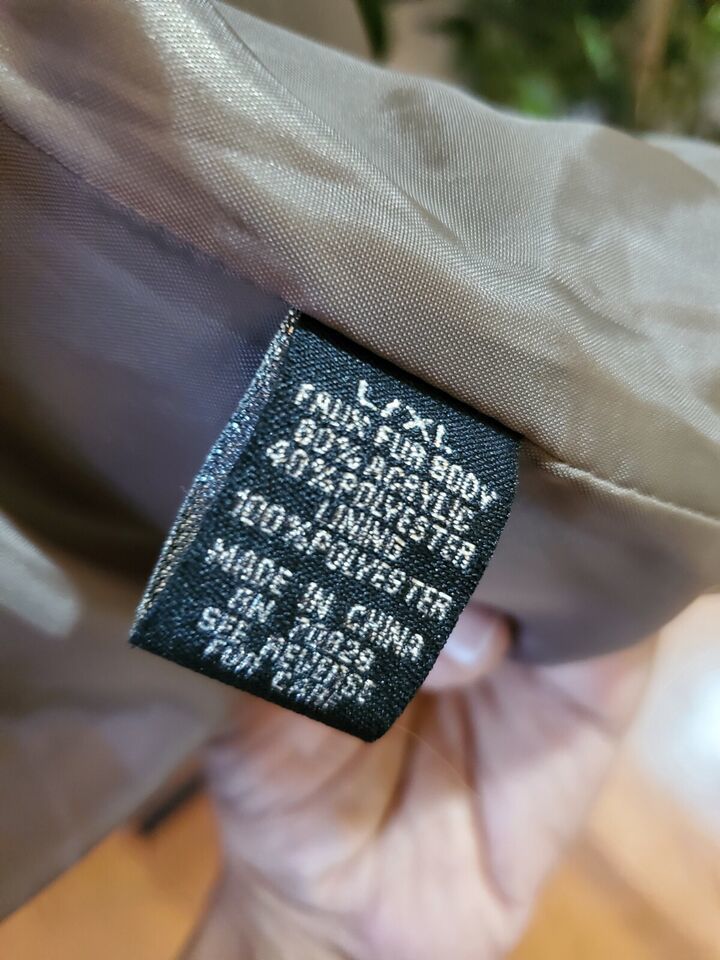 L/XL
FAUX FUR BODY
60% ACRYLIC
40% POLYESTER
LINING
100% POLYESTER
MADE IN CHINA
RN 70028
SEE REVERSE
FOR CARE